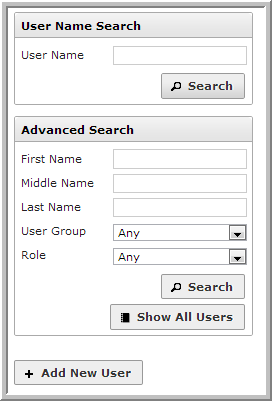 User Name Search
User Name
Search
Advanced Search
First Name
Middle Name
Last Name
User Group Any
Role Any
Search
Show All Users
Add New User